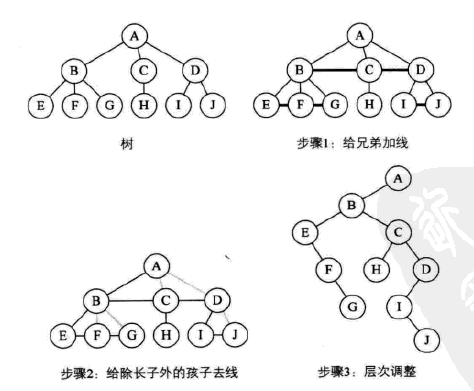 A
B C D
E F G H I J
树
A
B C D
E F G H I J
步骤1：给兄弟加线
A
B C D
E F G H I J
步骤2：给除长子外的孩子去线
A
B
E C
F H D
G I
J
步骤3：层次调整